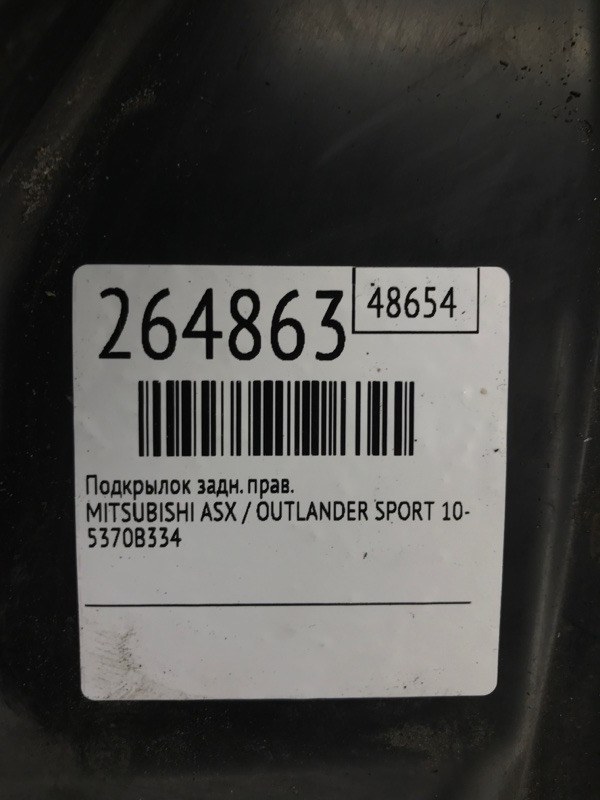 264863
48654
Подкрылок задн. прав.
MITSUBISHI ASX / OUTLANDER SPORT 10-
5370B334